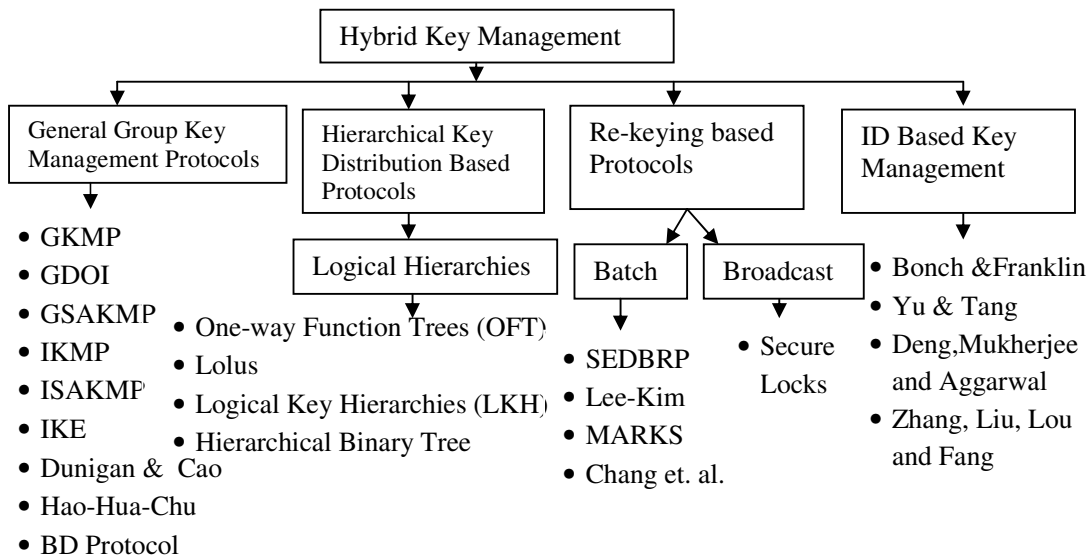 Hybrid Key Management
General Group Key
Management Protocols
Hierarchical Key
Distribution Based
Protocols
Re-keying based
Protocols
ID Based Key
Management
• GKMP
• GDOI
• GSAKMP
• IKMP
• ISAKMP
• IKE
• Dunigan & Cao
• Hao-Hua-Chu
• BD Protocol
Logical Hierarchies
• One-way Function Trees (OFT)
• Lolus
• Logical Key Hierarchies (LKH)
• Hierarchical Binary Tree
Batch
• SEDBRP
• Lee-Kim
• MARKS
• Chang et. al.
Broadcast
• Secure
Locks
• Bonch &Franklin
• Yu & Tang
• Deng,Mukherjee
and Aggarwal
• Zhang, Liu, Lou
and Fang